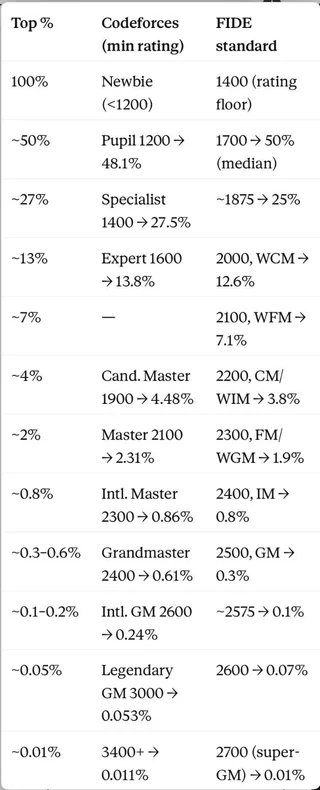 Top %	Codeforces (min rating)	FIDE standard
100%	Newbie (<1200)	1400 (rating floor)
~50%	Pupil 1200 → 48.1%	1700 → 50% (median)
~27%	Specialist 1400 → 27.5%	~1875 → 25%
~13%	Expert 1600 → 13.8%	2000, WCM → 12.6%
~7%	—	2100, WFM → 7.1%
~4%	Cand. Master 1900 → 4.48%	2200, CM/ WIM → 3.8%
~2%	Master 2100 → 2.31%	2300, FM/ WGM → 1.9%
~0.8%	Intl. Master 2300 → 0.86%	2400, IM → 0.8%
~0.3–0.6%	Grandmaster 2400 → 0.61%	2500, GM → 0.3%
~0.1–0.2%	Intl. GM 2600 → 0.24%	~2575 → 0.1%
~0.05%	Legendary GM 3000 → 0.053%	2600 → 0.07%
~0.01%	3400+ → 0.011%	2700 (super-GM) → 0.01%